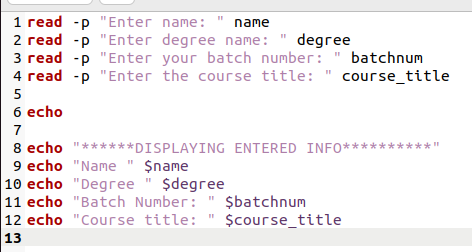 1 read -p "Enter name: " name
2 read -p "Enter degree name: " degree
3 read -p "Enter your batch number: " batchnum
4 read -p "Enter the course title: " course_title
5
6 echo
7
8 echo "******DISPLAYING ENTERED INFO**********"
9 echo "Name " $name
10 echo "Degree " $degree
11 echo "Batch Number: " $batchnum
12 echo "Course title: " $course_title
13